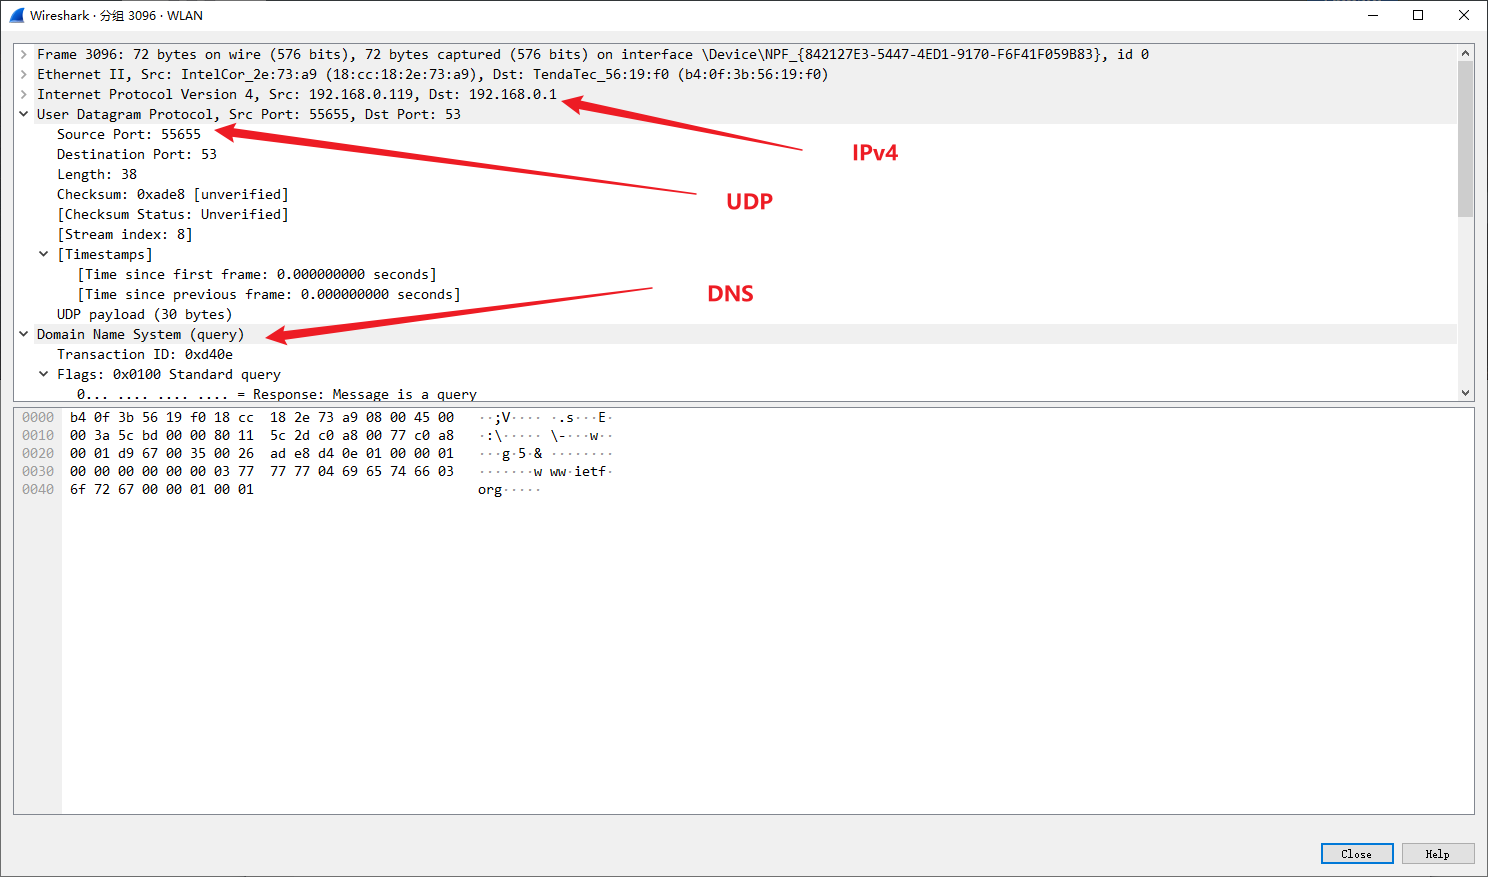 Wireshark · 分组 3096 · WLAN
Frame 3096: 72 bytes on wire (576 bits), 72 bytes captured (576 bits) on interface \Device\NPF_{842127E3-5447-4ED1-9170-F6F41F059B83}, id 0
Ethernet II, Src: IntelCor_2e:73:a9 (18:cc:18:2e:73:a9), Dst: TendaTec_56:19:f0 (b4:0f:3b:56:19:f0)
Internet Protocol Version 4, Src: 192.168.0.119, Dst: 192.168.0.1
User Datagram Protocol, Src Port: 55655, Dst Port: 53
Source Port: 55655
IPv4
Destination Port: 53
Length: 38
Checksum: 0xade8 [unverified]
UDP
[Checksum Status: Unverified]
[Stream index: 8]
[Timestamps]
[Time since first frame: 0.000000000 seconds]
[Time since previous frame: 0.000000000 seconds]
DNS
UDP payload (30 bytes)
Domain Name System (query)
Transaction ID: 0xd40e
Flags: 0x0100 Standard query
0... .... .... .... = Response: Message is a query
0000 b4 0f 3b 56 19 f0 18 cc 18 2e 73 a9 08 00 45 00 ··;V···· ·.s···E·
0010 00 3a 5c bd 00 00 80 11 5c 2d c0 a8 00 77 c0 a8 ·:\····· \-···w··
0020 00 01 d9 67 00 35 00 26 ad e8 d4 0e 01 00 00 01 ···g·5·& ········
0030 00 00 00 00 00 00 03 77 77 77 04 69 65 74 66 03 ·······w ww·ietf·
0040 6f 72 67 00 00 01 00 01 org·····
Close Help